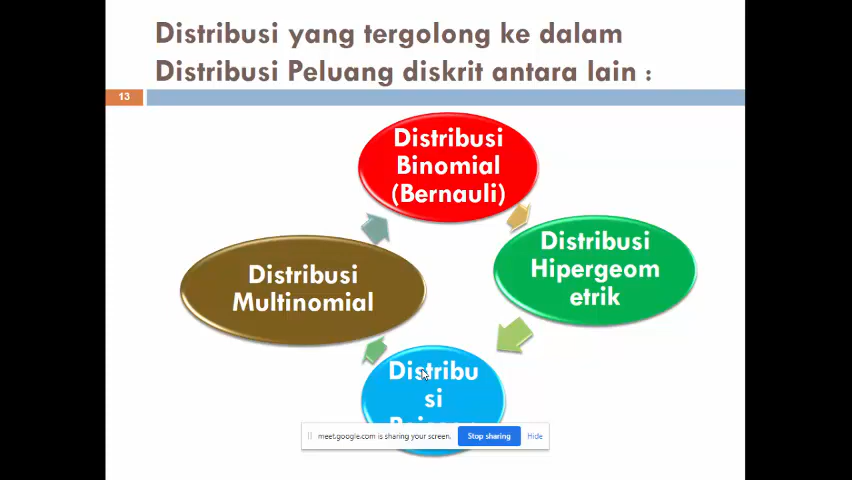 Distribusi yang tergolong ke dalam
Distribusi Peluang diskrit antara lain :
13
Distribusi
Binomial
(Bernauli)
Distribusi
Hipergeom
etrik
Distribusi
Multinomial
Distribu
si
meet.google.com is sharing your screen.
Stop sharing
Hide